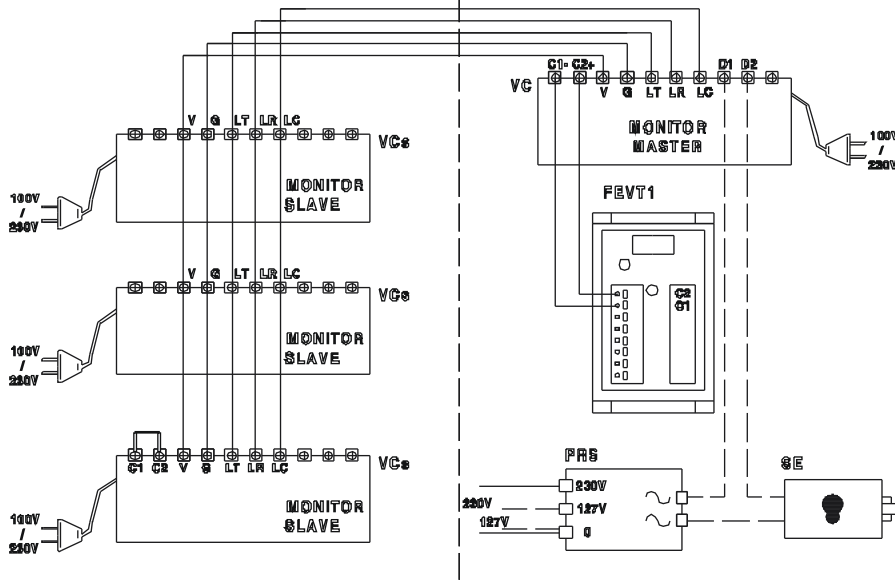 C1- C2+ D1 D2
VC V G LT LR LC
MONITOR
MASTER
100V
/
230V
V G LT LR LC
VCs
MONITOR
SLAVE
100V
/
230V
FEVT1
C2
C1
V G LT LR LC
VCs
MONITOR
SLAVE
100V
/
230V
C1 C2 V G LT LR LC
VCs
MONITOR
SLAVE
100V
/
230V
PRS
230V
230V
127V
127V
0
SE